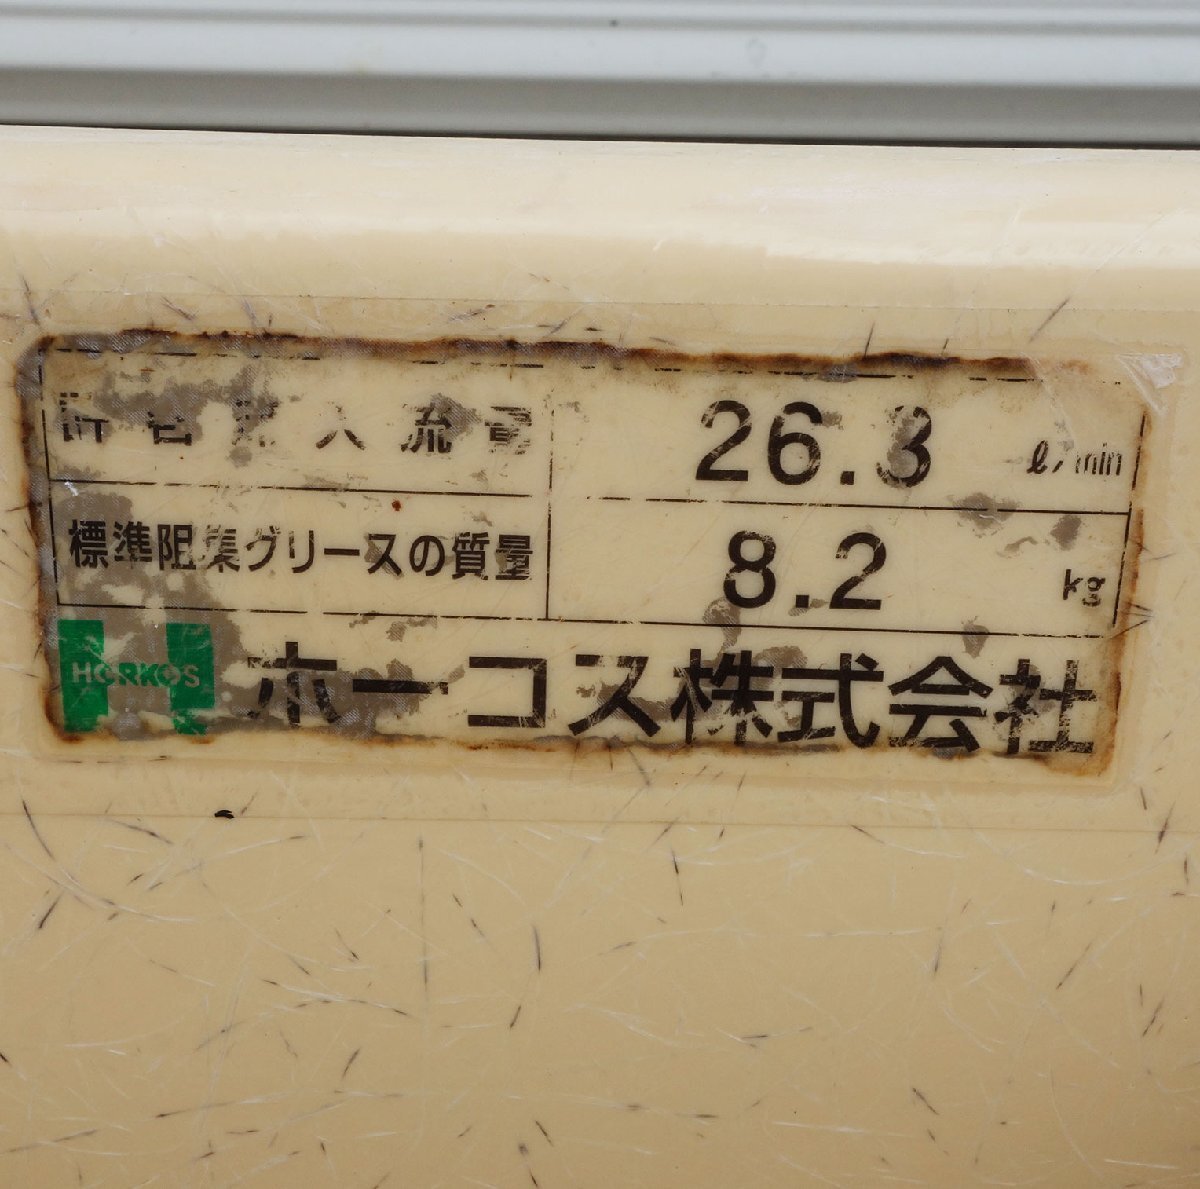 許容流入流量 26.3 ℓ/min
標準阻集グリースの質量 8.2 kg
HORKOS ホーコス株式会社